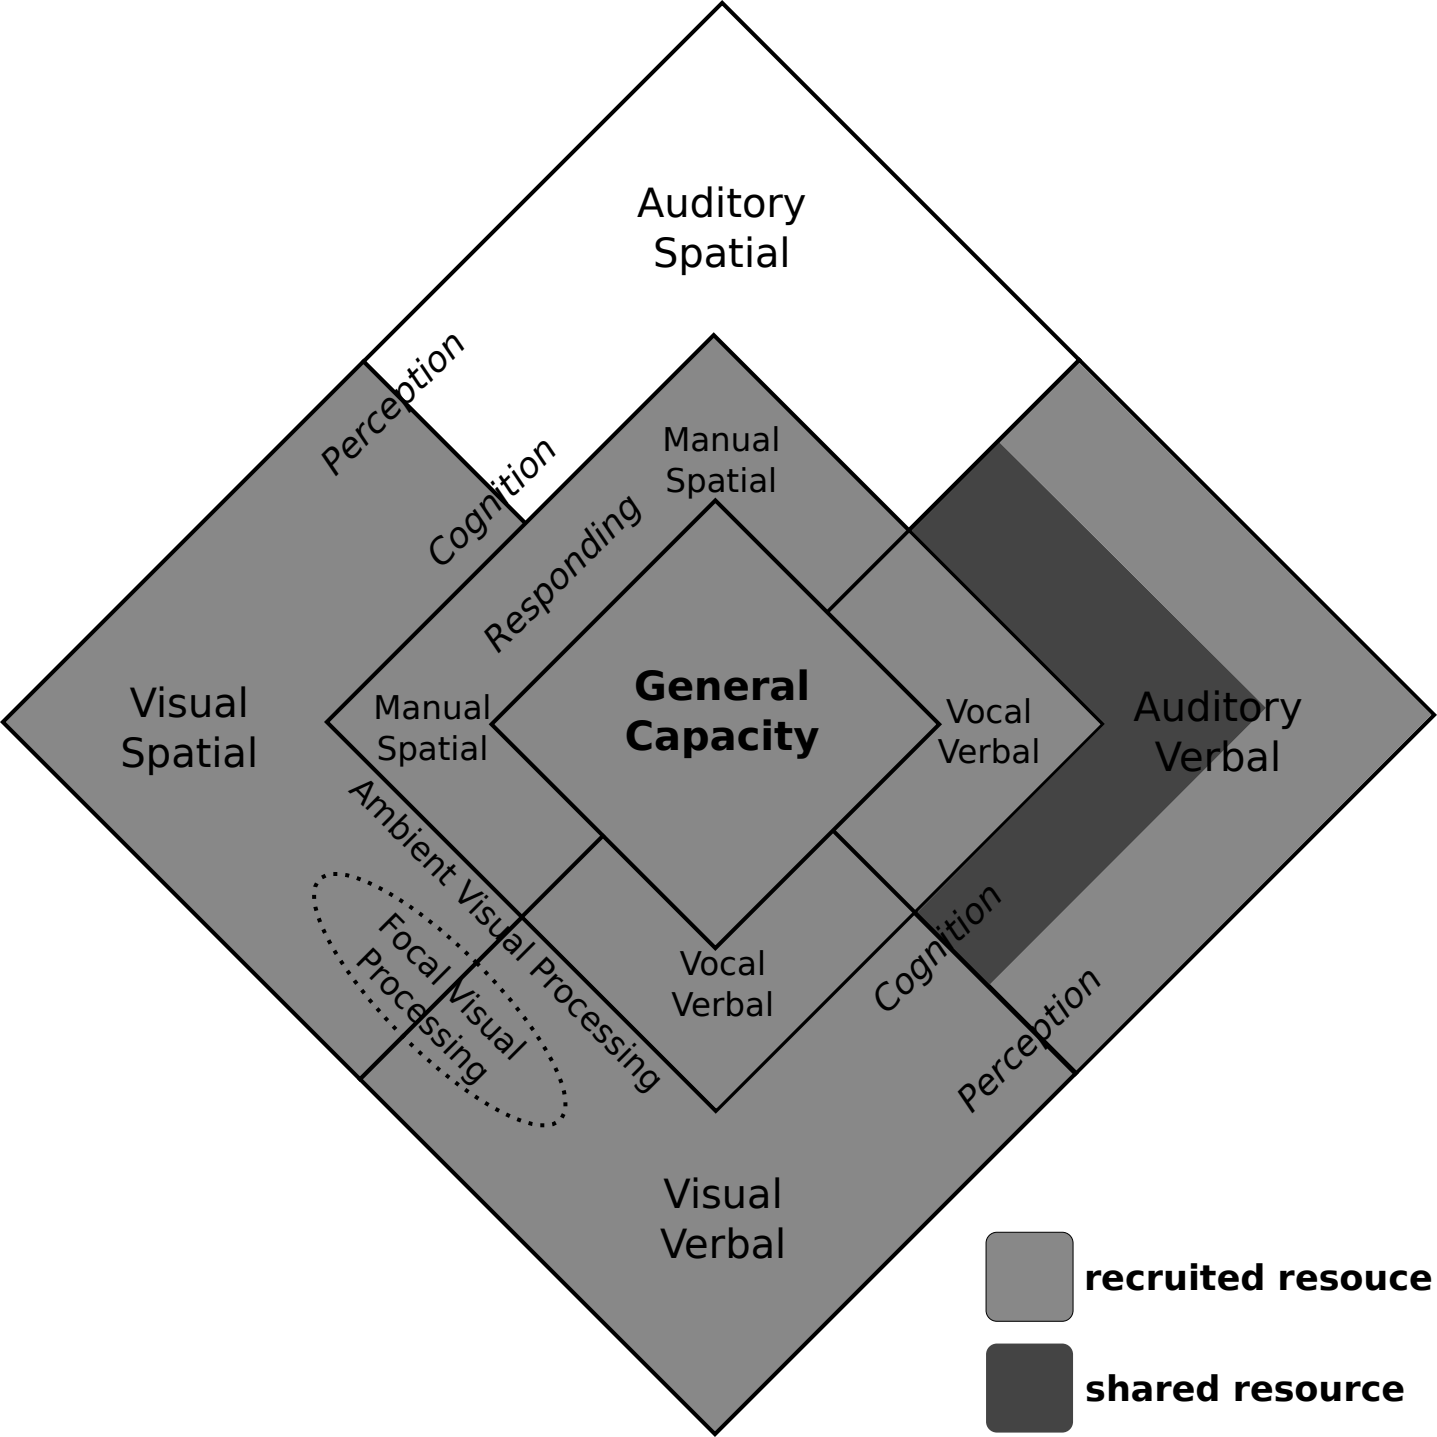 Auditory
Spatial
Perception
Cognition
Manual
Spatial
Responding
General
Capacity
Visual
Spatial
Manual
Spatial
Vocal
Verbal
Auditory
Verbal
Ambient Visual Processing
Focal Visual
Processing
Vocal
Verbal
Cognition
Perception
Visual
Verbal
recruited resouce
shared resource